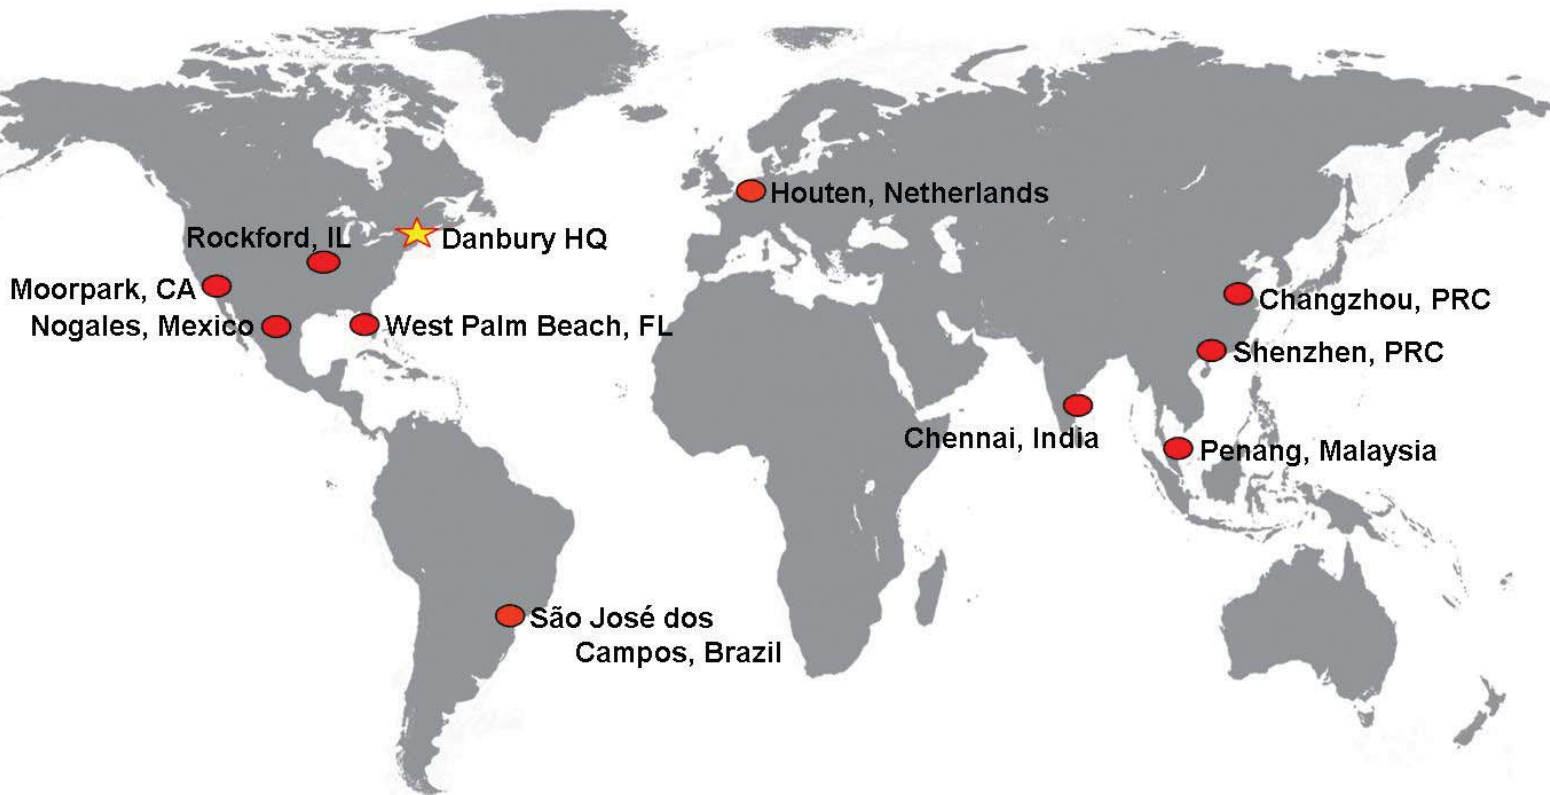 Houten, Netherlands
Rockford, IL
Danbury HQ
Moorpark, CA
Changzhou, PRC
Nogales, Mexico
West Palm Beach, FL
Shenzhen, PRC
Chennai, India
Penang, Malaysia
São José dos
Campos, Brazil